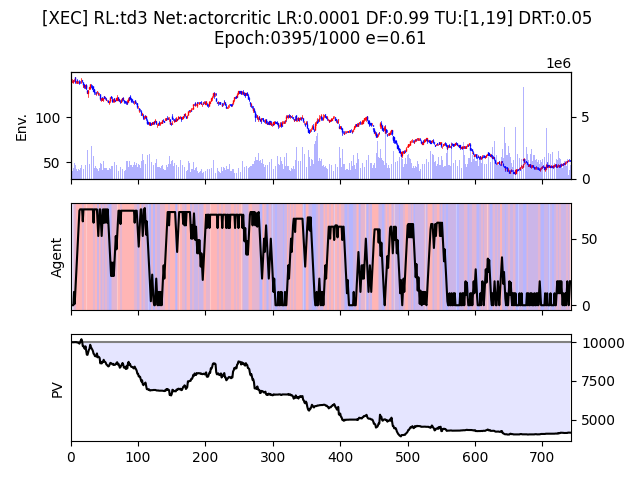 [XEC] RL:td3 Net:actorcritic LR:0.0001 DF:0.99 TU:[1,19] DRT:0.05
Epoch:0395/1000 e=0.61
1e6
Env.
100
50
5
0
Agent
50
0
PV
10000
7500
5000
0 100 200 300 400 500 600 700